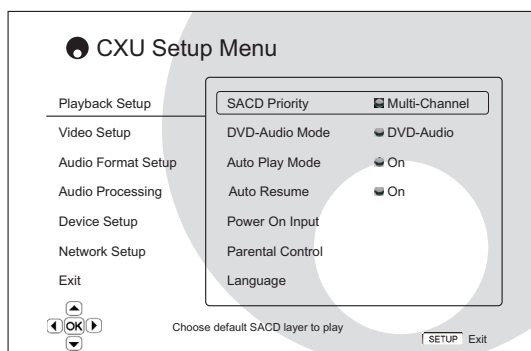 CXU Setup Menu
Playback Setup
SACD Priority Multi-Channel
Video Setup
DVD-Audio Mode DVD-Audio
Audio Format Setup
Auto Play Mode On
Audio Processing
Auto Resume On
Device Setup
Power On Input
Network Setup
Parental Control
Exit
Language
OK
Choose default SACD layer to play
SETUP Exit